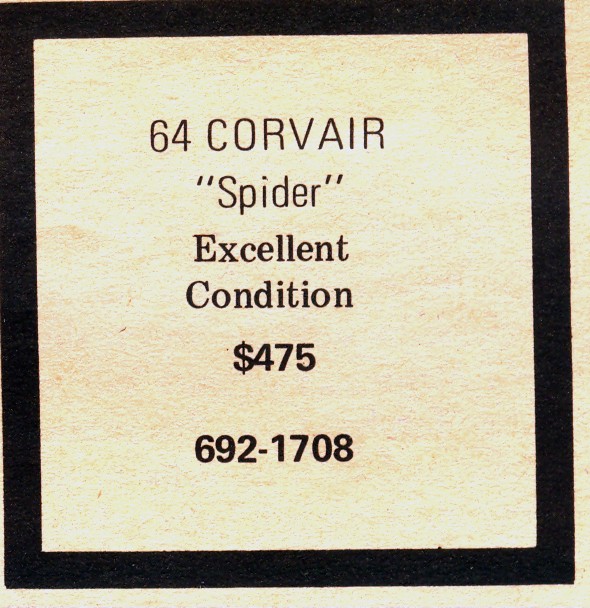 64 CORVAIR
"Spider"
Excellent
Condition
$475
692-1708